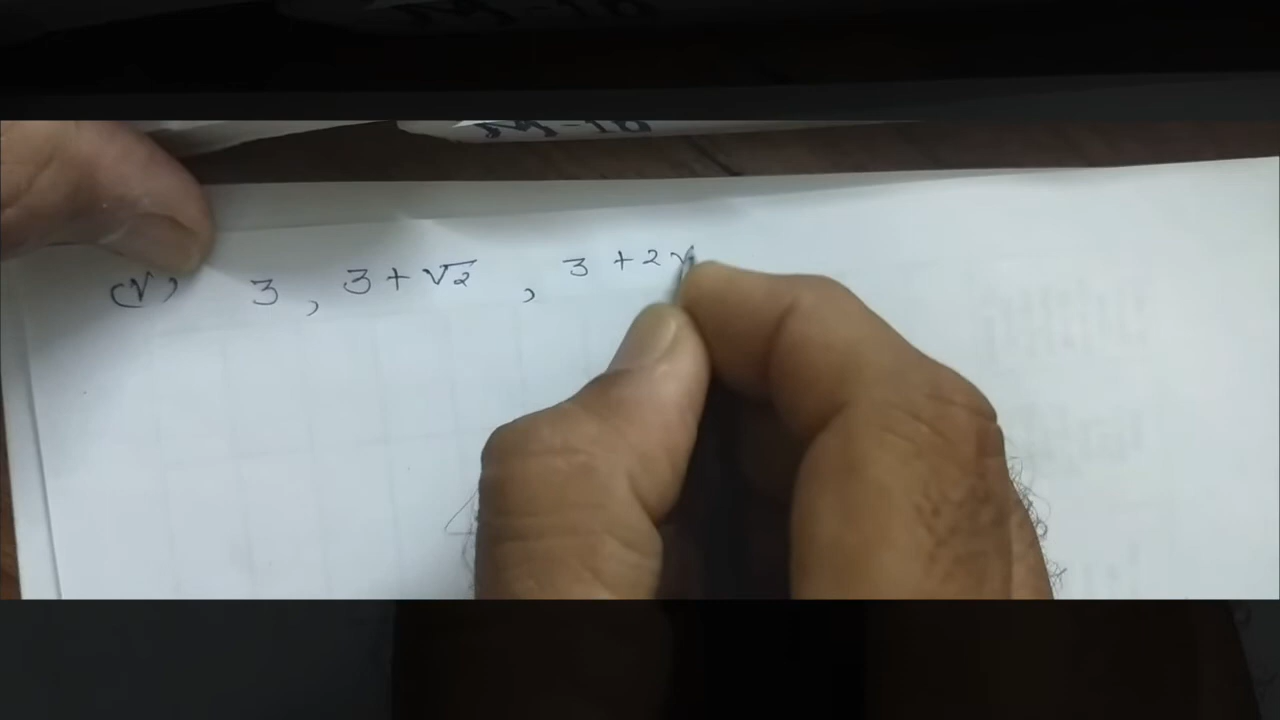 (v) 3, 3+√2, 3+2√